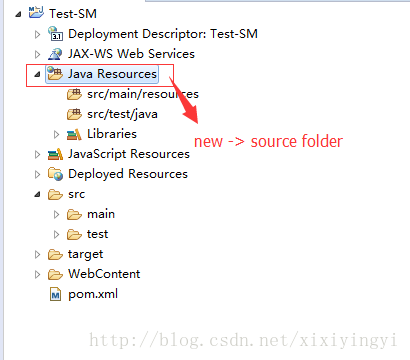 Test-SM
Deployment Descriptor: Test-SM
JAX-WS Web Services
Java Resources
src/main/resources
src/test/java
new -> source folder
Libraries
JavaScript Resources
Deployed Resources
src
main
test
target
WebContent
pom.xml
http://blog.csdn.net/xixiyingyi